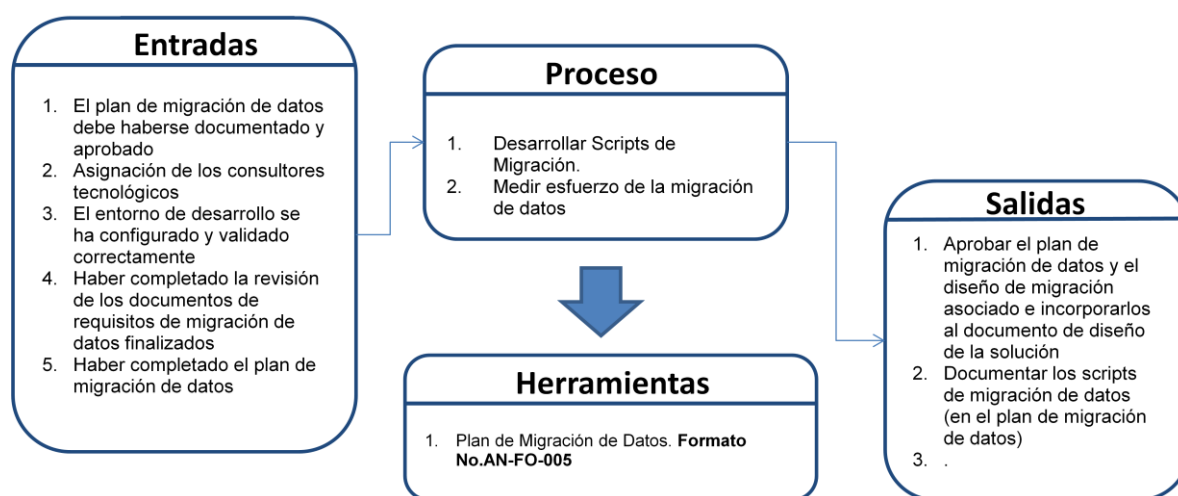 Entradas
1. El plan de migración de datos
debe haberse documentado y
aprobado
2. Asignación de los consultores
tecnológicos
3. El entorno de desarrollo se
ha configurado y validado
correctamente
4. Haber completado la revisión
de los documentos de
requisitos de migración de
datos finalizados
5. Haber completado el plan de
migración de datos
Proceso
1. Desarrollar Scripts de
Migración.
2. Medir esfuerzo de la migración
de datos
Herramientas
1. Plan de Migración de Datos. Formato
No.AN-FO-005
Salidas
1. Aprobar el plan de
migración de datos y el
diseño de migración
asociado e incorporarlos
al documento de diseño
de la solución
2. Documentar los scripts
de migración de datos
(en el plan de migración
de datos)
3. .